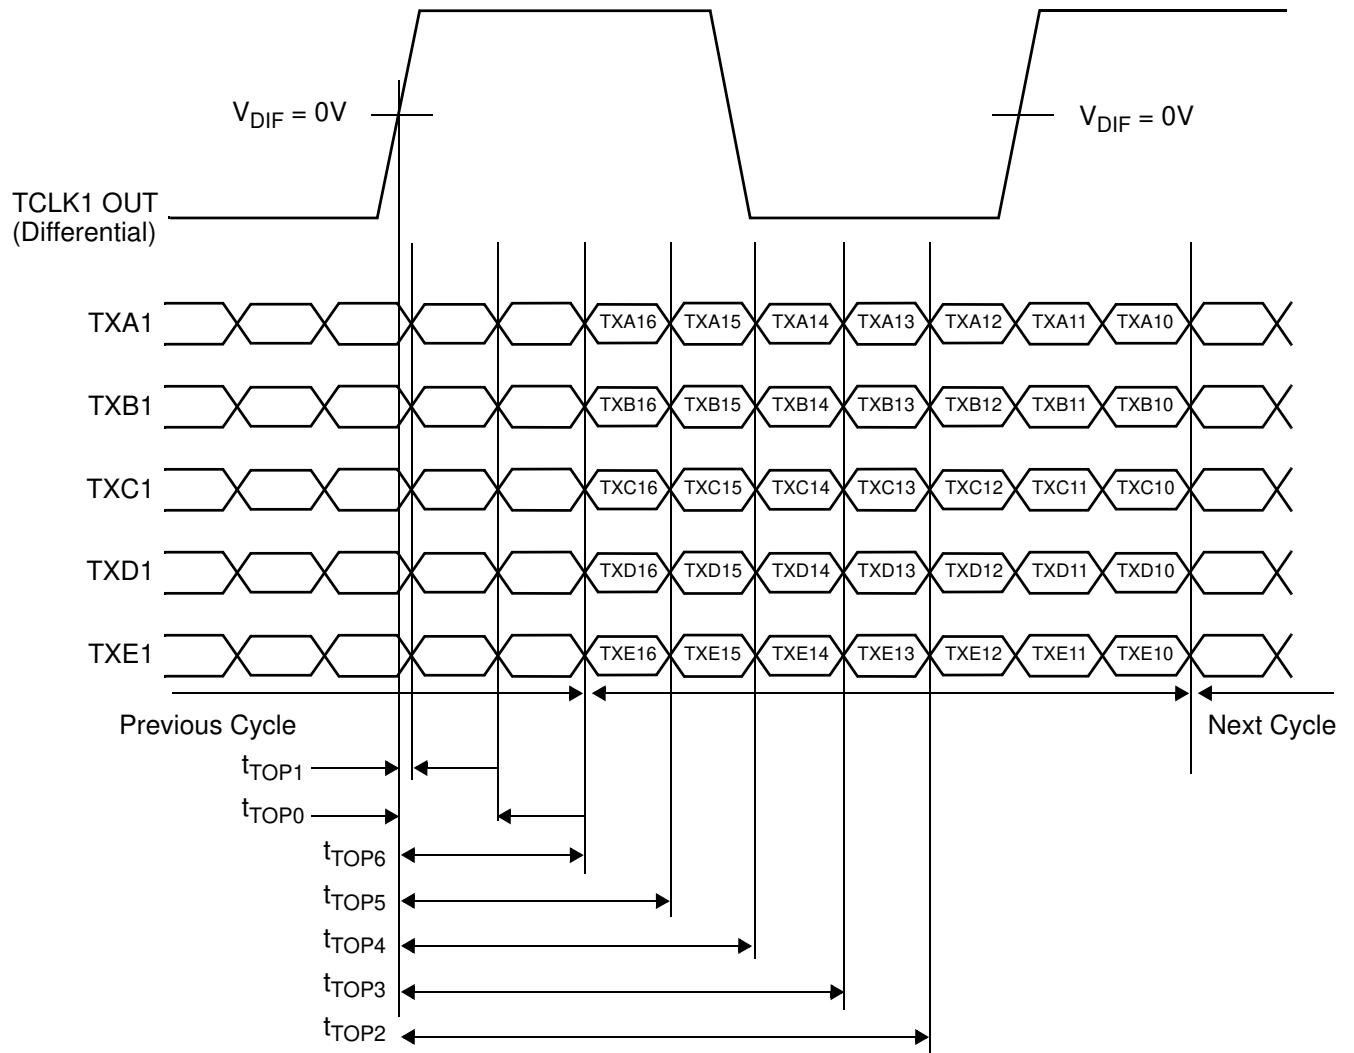 V_DIF = 0V
V_DIF = 0V
TCLK1 OUT
(Differential)
TXA1 TXA16 TXA15 TXA14 TXA13 TXA12 TXA11 TXA10
TXB1 TXB16 TXB15 TXB14 TXB13 TXB12 TXB11 TXB10
TXC1 TXC16 TXC15 TXC14 TXC13 TXC12 TXC11 TXC10
TXD1 TXD16 TXD15 TXD14 TXD13 TXD12 TXD11 TXD10
TXE1 TXE16 TXE15 TXE14 TXE13 TXE12 TXE11 TXE10
Previous Cycle
Next Cycle
t_TOP1
t_TOP0
t_TOP6
t_TOP5
t_TOP4
t_TOP3
t_TOP2